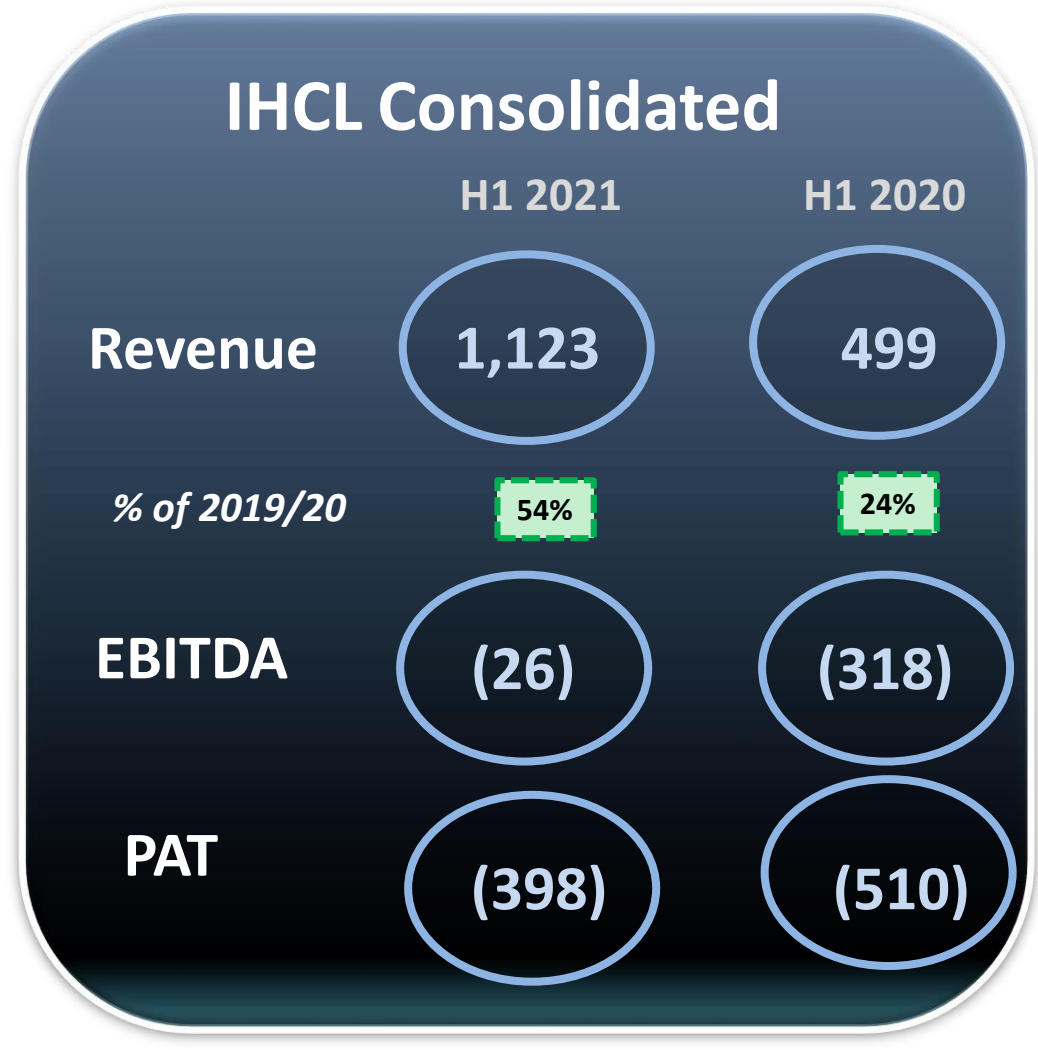 IHCL Consolidated
H1 2021 H1 2020
Revenue 1,123 499
% of 2019/20 54% 24%
EBITDA (26) (318)
PAT (398) (510)